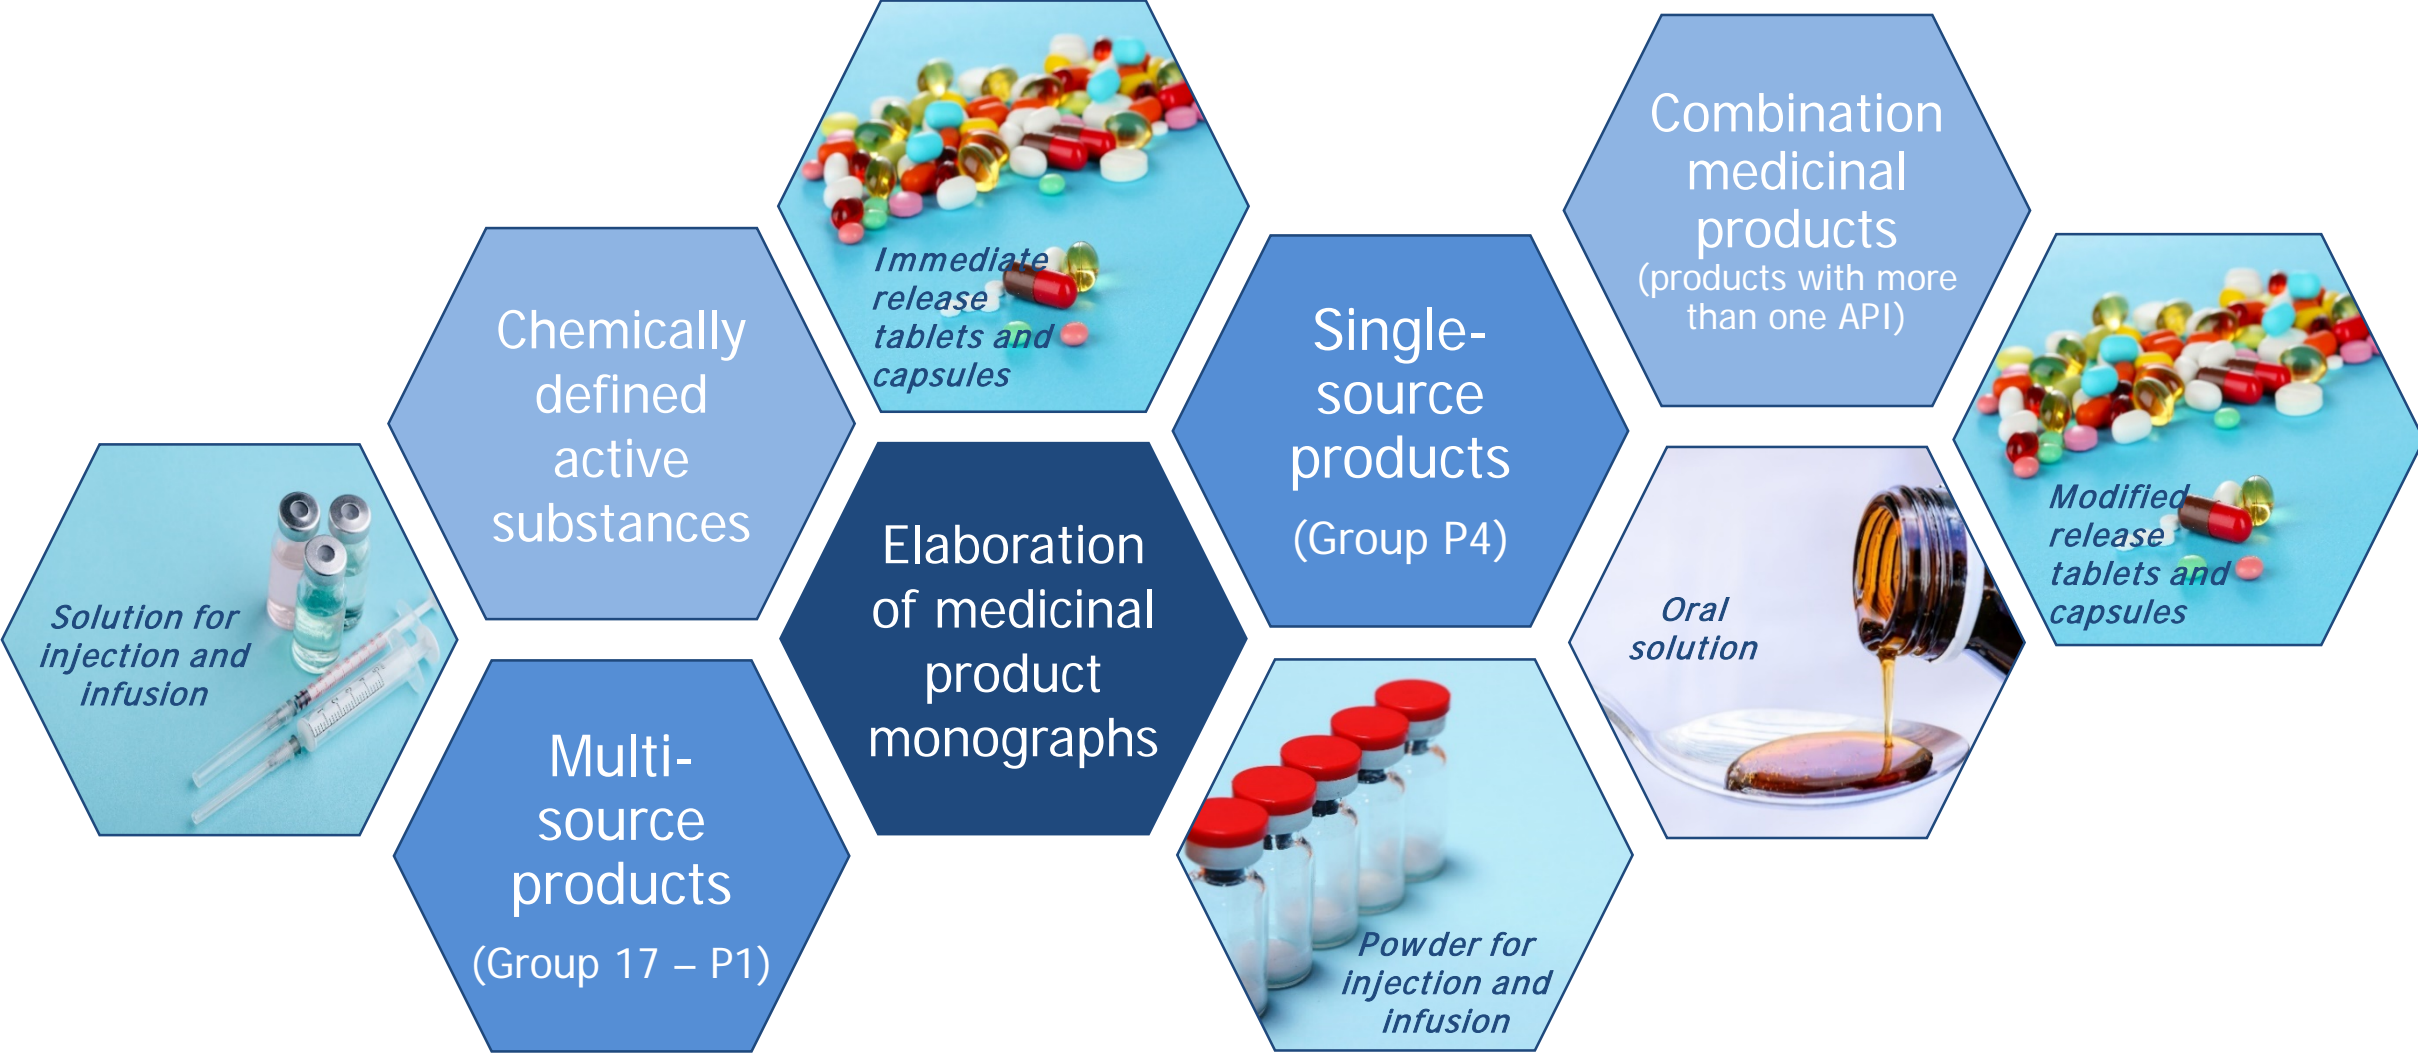 Immediate
release
tablets and
capsules
Combination
medicinal
products
(products with more
than one API)
Chemically
defined
active
substances
Single-
source
products
(Group P4)
Modified
release
tablets and
capsules
Solution for
injection and
infusion
Elaboration
of medicinal
product
monographs
Oral
solution
Multi-
source
products
(Group 17 – P1)
Powder for
injection and
infusion